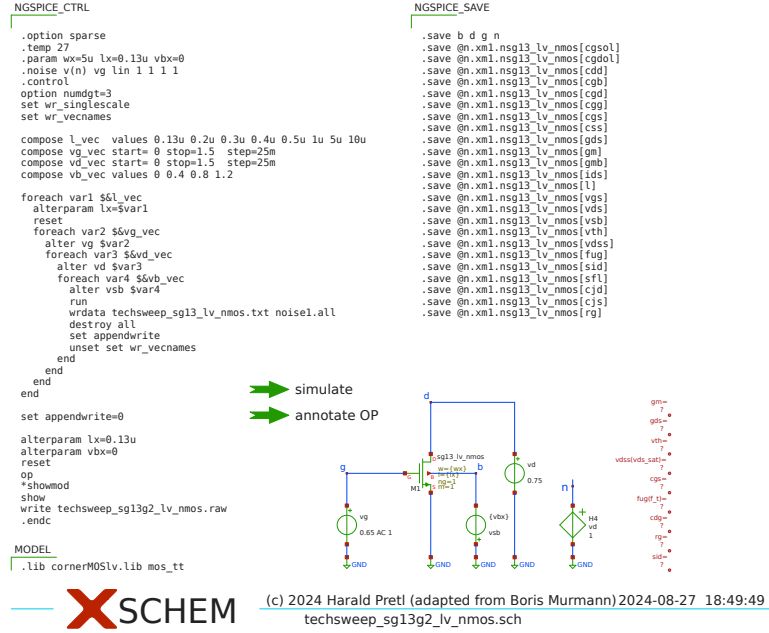 NGSPICE_CTRL
.option sparse
.temp 27
.param wx=5u lx=0.13u vbx=0
.noise v(n) vg lin 1 1 1 1
.control
option numdgt=3
set wr_singlescale
set wr_vecnames
compose l_vec  values 0.13u 0.2u 0.3u 0.4u 0.5u 1u 5u 10u
compose vg_vec start= 0 stop=1.5  step=25m
compose vd_vec start= 0 stop=1.5  step=25m
compose vb_vec values 0 0.4 0.8 1.2
foreach var1 $&l_vec
  alterparam lx=$var1
  reset
  foreach var2 $&vg_vec
    alter vg $var2
    foreach var3 $&vd_vec
      alter vd $var3
      foreach var4 $&vb_vec
        alter vsb $var4
        run
        wrdata techsweep_sg13_lv_nmos.txt noise1.all
        destroy all
        set appendwrite
        unset set wr_vecnames
      end
    end
  end
end
set appendwrite=0
alterparam lx=0.13u
alterparam vbx=0
reset
op
*showmod
show
write techsweep_sg13g2_lv_nmos.raw
.endc
MODEL
.lib cornerMOSlv.lib mos_tt
NGSPICE_SAVE
.save b d g n
.save @n.xm1.nsg13_lv_nmos[cgsol]
.save @n.xm1.nsg13_lv_nmos[cgdol]
.save @n.xm1.nsg13_lv_nmos[cdd]
.save @n.xm1.nsg13_lv_nmos[cgb]
.save @n.xm1.nsg13_lv_nmos[cgd]
.save @n.xm1.nsg13_lv_nmos[cgg]
.save @n.xm1.nsg13_lv_nmos[cgs]
.save @n.xm1.nsg13_lv_nmos[css]
.save @n.xm1.nsg13_lv_nmos[gds]
.save @n.xm1.nsg13_lv_nmos[gm]
.save @n.xm1.nsg13_lv_nmos[gmb]
.save @n.xm1.nsg13_lv_nmos[ids]
.save @n.xm1.nsg13_lv_nmos[l]
.save @n.xm1.nsg13_lv_nmos[vgs]
.save @n.xm1.nsg13_lv_nmos[vds]
.save @n.xm1.nsg13_lv_nmos[vsb]
.save @n.xm1.nsg13_lv_nmos[vth]
.save @n.xm1.nsg13_lv_nmos[vdss]
.save @n.xm1.nsg13_lv_nmos[fug]
.save @n.xm1.nsg13_lv_nmos[sid]
.save @n.xm1.nsg13_lv_nmos[sfl]
.save @n.xm1.nsg13_lv_nmos[cjd]
.save @n.xm1.nsg13_lv_nmos[cjs]
.save @n.xm1.nsg13_lv_nmos[rg]
simulate
annotate OP
d
sg13_lv_nmos
D
g
G
B
b
w={wx}
l={lx}
ng=1
S m=1
M1
vd
0.75
n
vg
0.65 AC 1
{vbx}
vsb
H4
vd
1
GND
GND
GND
GND
GND
gm=
?
gds=
?
vth=
?
vdss(vds_sat)=
?
cgs=
?
fug(f_t)=
?
cdg=
?
rg=
?
sid=
?
XSCHEM
(c) 2024 Harald Pretl (adapted from Boris Murmann) 2024-08-27  18:49:49
techsweep_sg13g2_lv_nmos.sch